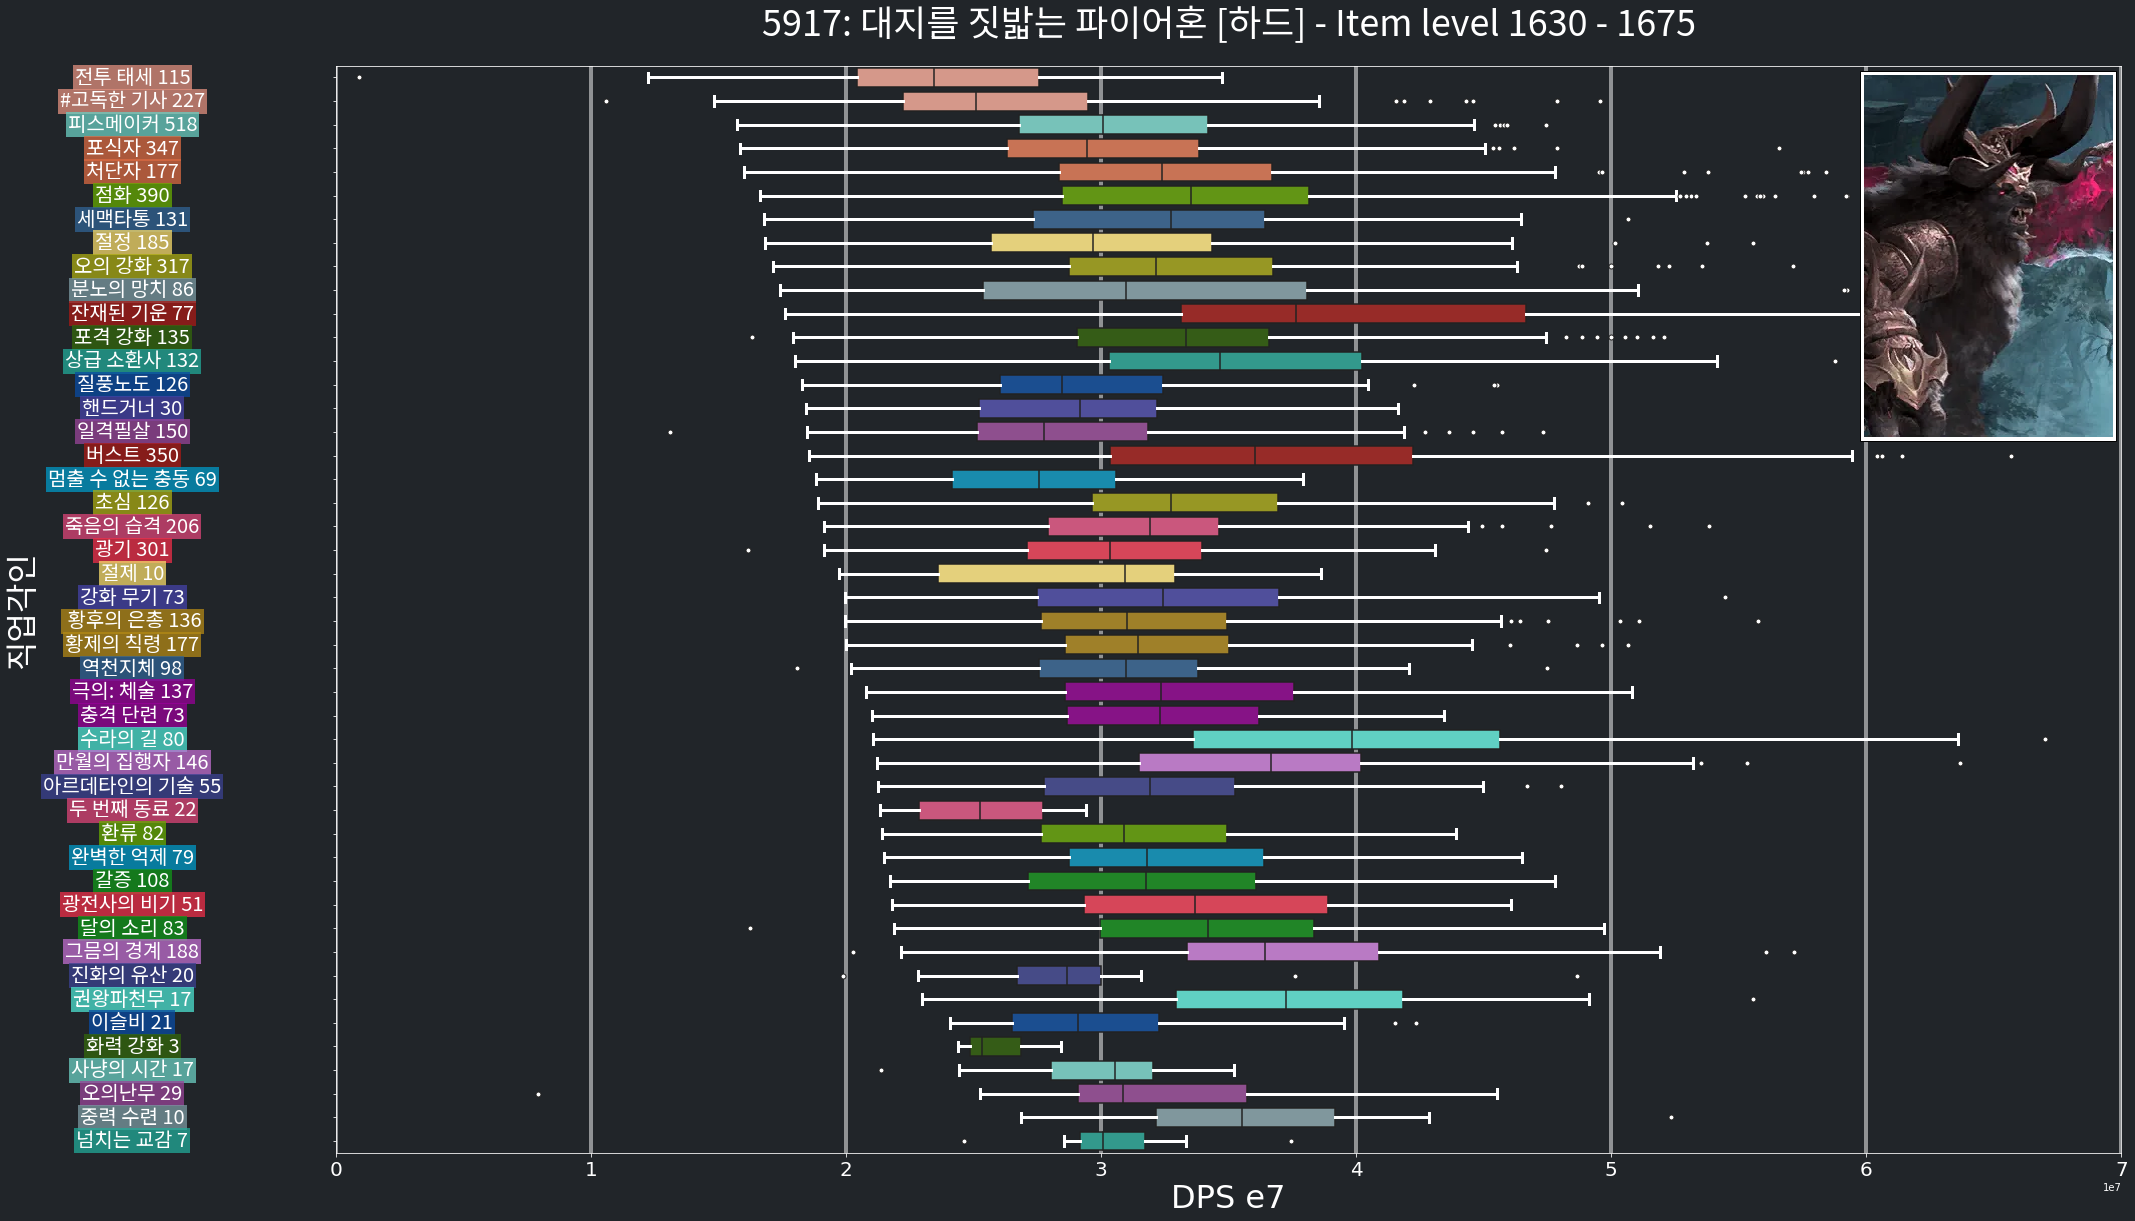 5917: 대지를 짓밟는 파이어혼 [하드] - Item level 1630 - 1675
전투 태세 115
#고독한 기사 227
피스메이커 518
포식자 347
처단자 177
점화 390
세맥타통 131
절정 185
오의 강화 317
분노의 망치 86
잔재된 기운 77
포격 강화 135
상급 소환사 132
질풍노도 126
핸드거너 30
일격필살 150
버스트 350
멈출 수 없는 충동 69
초심 126
죽음의 습격 206
광기 301
절제 10
강화 무기 73
황후의 은총 136
황제의 칙령 177
역천지체 98
극의: 체술 137
충격 단련 73
수라의 길 80
만월의 집행자 146
아르데타인의 기술 55
두 번째 동료 22
환류 82
완벽한 억제 79
갈증 108
광전사의 비기 51
달의 소리 83
그믐의 경계 188
진화의 유산 20
권왕파천무 17
이슬비 21
화력 강화 3
사냥의 시간 17
오의난무 29
중력 수련 10
넘치는 교감 7
직업각인
0 1 2 3 4 5 6 7
1e7
DPS e7